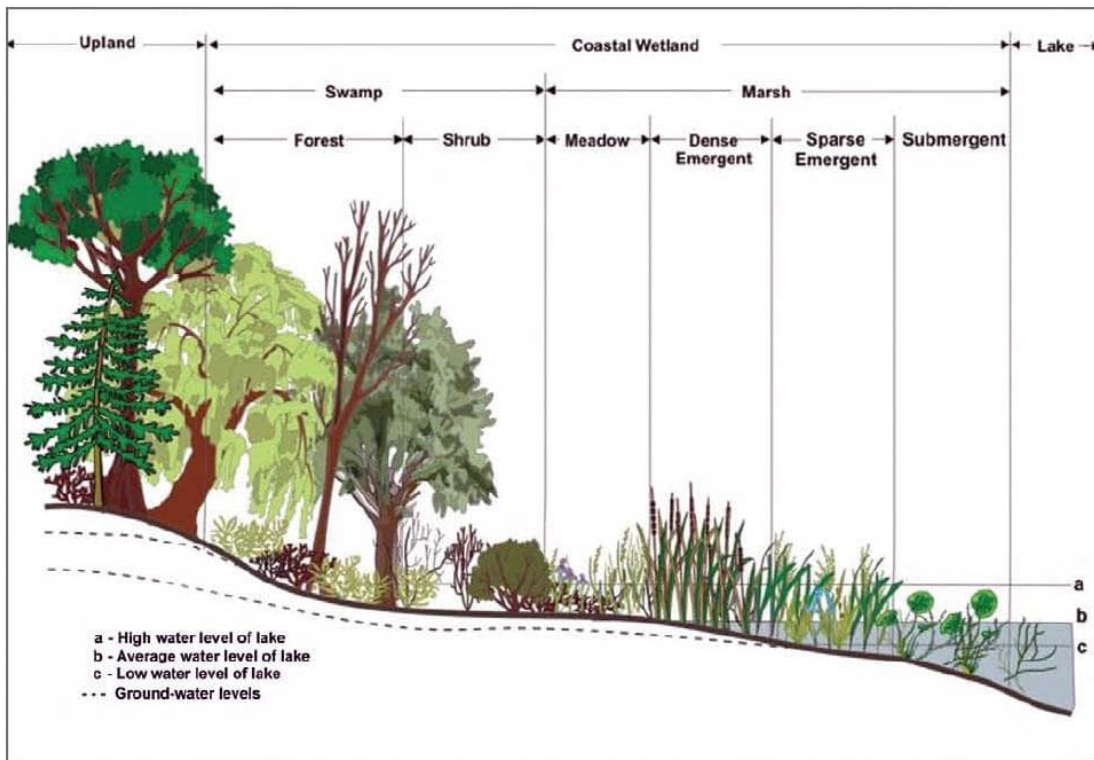 Upland
Coastal Wetland
Lake
Swamp
Marsh
Forest
Shrub
Meadow
Dense
Emergent
Sparse
Emergent
Submergent
a
b
c
a - High water level of lake
b - Average water level of lake
c - Low water level of lake
--- Ground-water levels